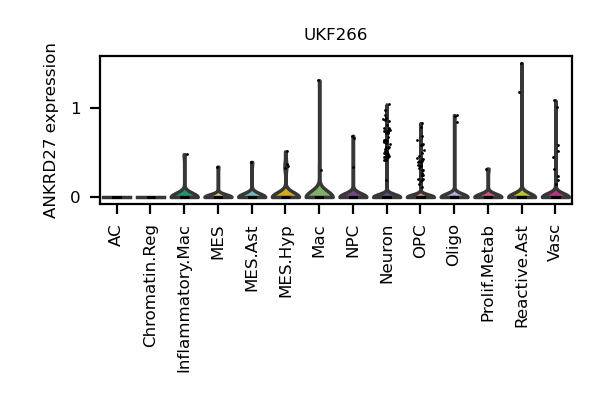 UKF266
ANKRD27 expression
1
0
AC
Chromatin.Reg
Inflammatory.Mac
MES
MES.Ast
MES.Hyp
Mac
NPC
Neuron
OPC
Oligo
Prolif.Metab
Reactive.Ast
Vasc